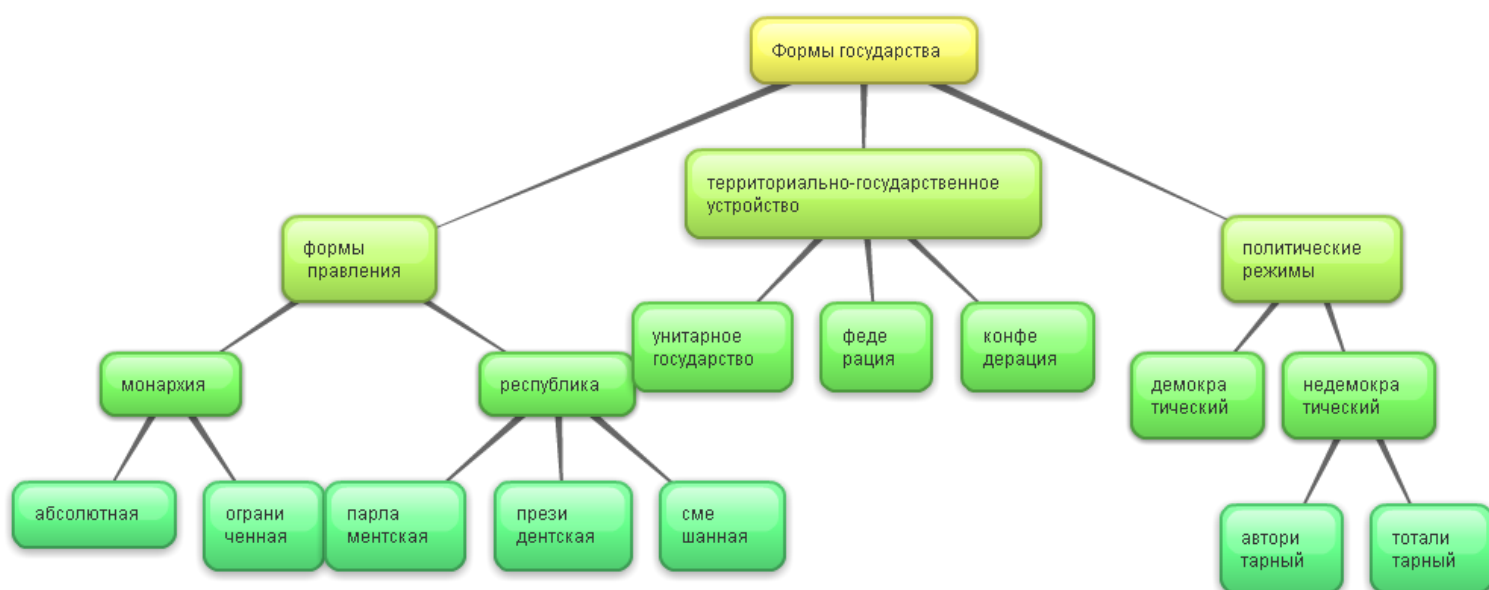 Формы государства
территориально-государственное
устройство
формы
правления
политические
режимы
унитарное
государство
феде
рация
конфе
дерация
монархия
республика
демокра
тический
недемокра
тический
абсолютная
ограни
ченная
парла
ментская
прези
дентская
сме
шанная
автори
тарный
тотали
тарный